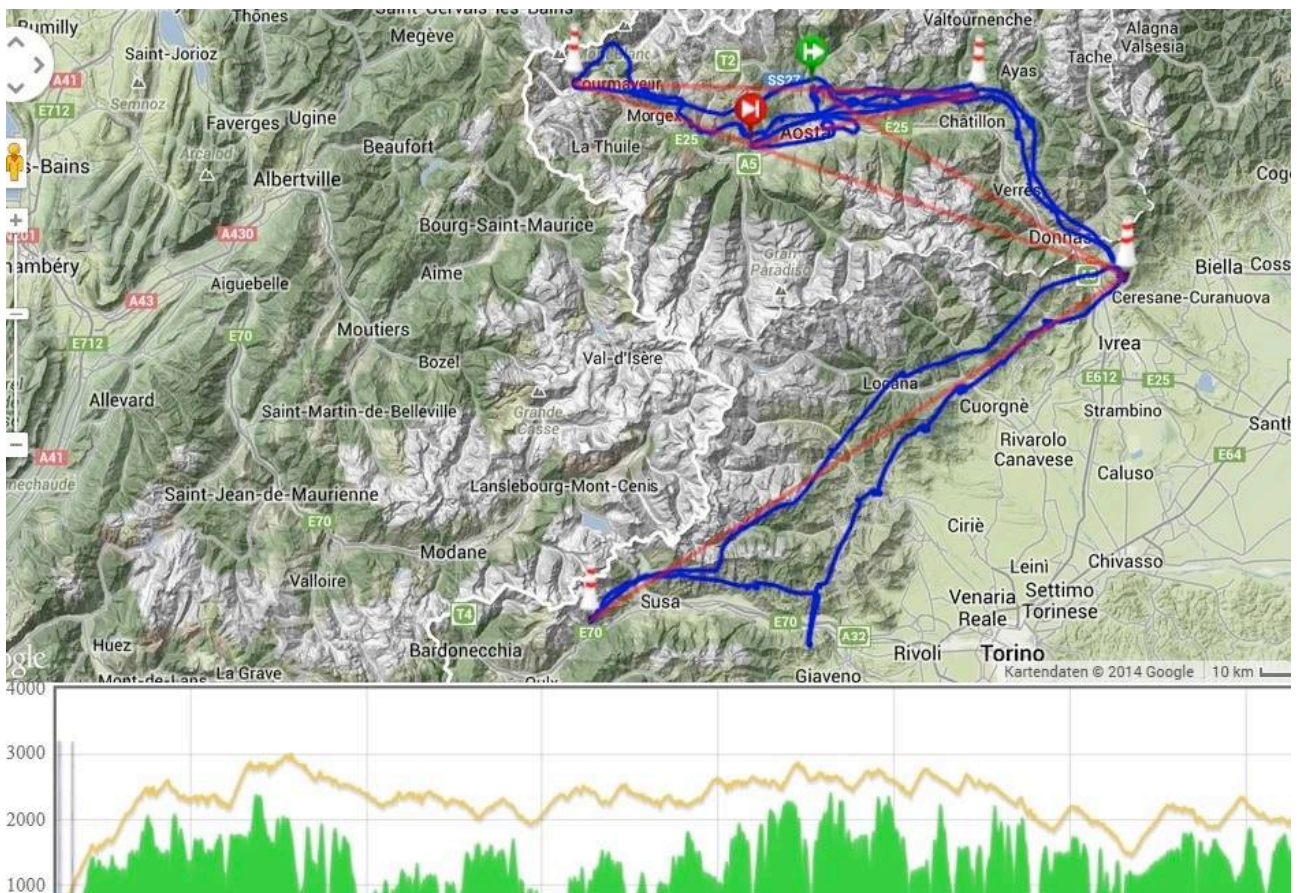 Rumilly
Thônes
Saint-Gervais-les-Bains
Valtournenche
Alagna
Valsesia
Saint-Jorioz
Megève
T2
SS27
Ayas
Tache
A41
E712
Semnoz
Faverges
Ugine
Courmayeur
Morgex
Aosta
E25
Châtillon
E25
La Thuile
A5
s-Bains
Arcalod
Beaufort
Albertville
Verrès
A430
Bourg-Saint-Maurice
Donnas
Chambéry
Aime
Gran
Paradiso
Biella
Aiguebelle
A43
Ceresane-Curanuova
E70
Moutiers
E712
Bozel
Val-d'Isère
Ivrea
Locana
E612
E25
Allevard
Saint-Martin-de-Belleville
Grande
Casse
Cuorgnè
Strambino
Rivarolo
Canavese
E64
A41
Caluso
Saint-Jean-de-Maurienne
Lanslebourg-Mont-Cenis
E70
Ciriè
Modane
Leinì
Chivasso
Valloire
Susa
Venaria
Reale
Settimo
Torinese
T4
E70
E70
A32
Huez
Bardonecchia
Rivoli
Torino
La Grave
Giaveno
Kartendaten © 2014 Google
10 km
4000
3000
2000
1000